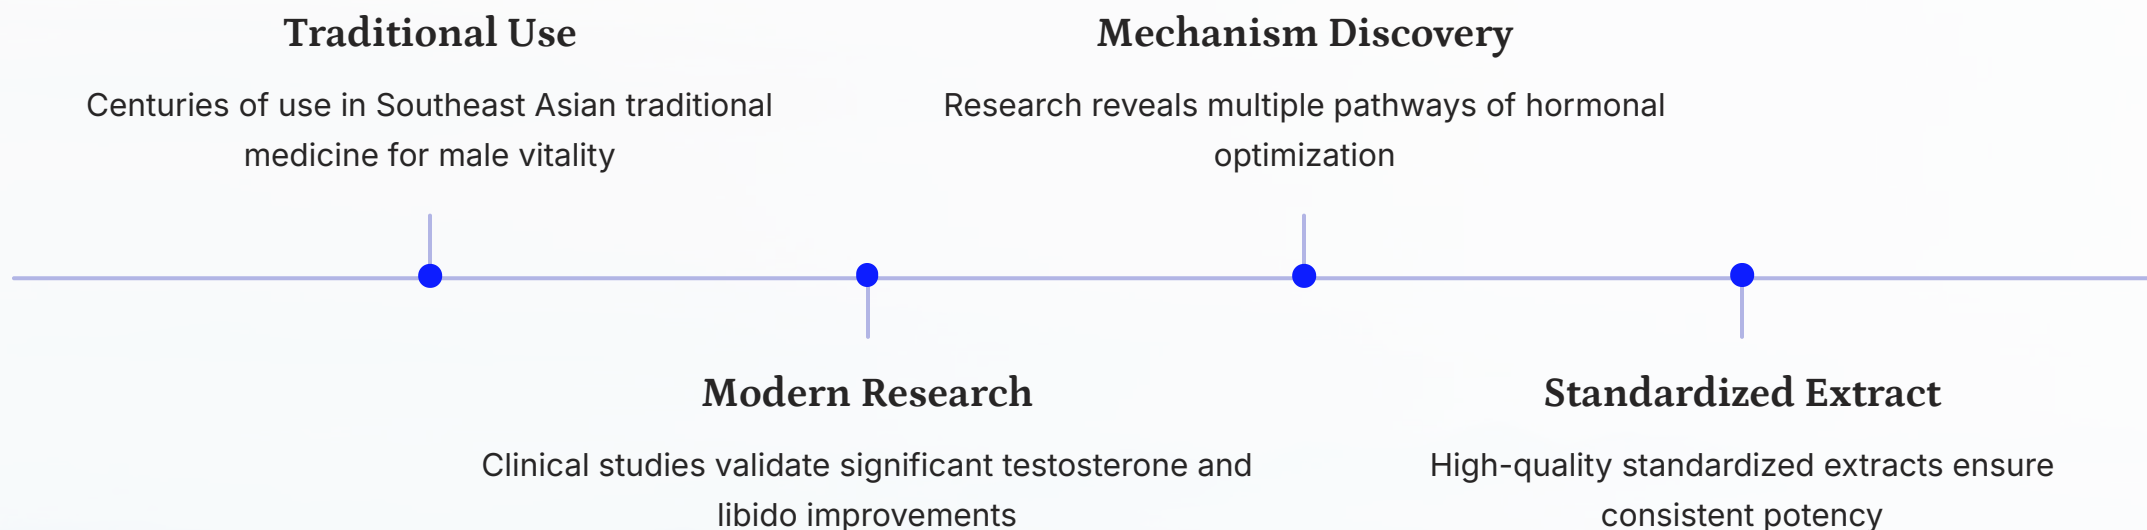 Traditional Use
Centuries of use in Southeast Asian traditional
medicine for male vitality
Mechanism Discovery
Research reveals multiple pathways of hormonal
optimization
Modern Research
Clinical studies validate significant testosterone and
libido improvements
Standardized Extract
High-quality standardized extracts ensure
consistent potency